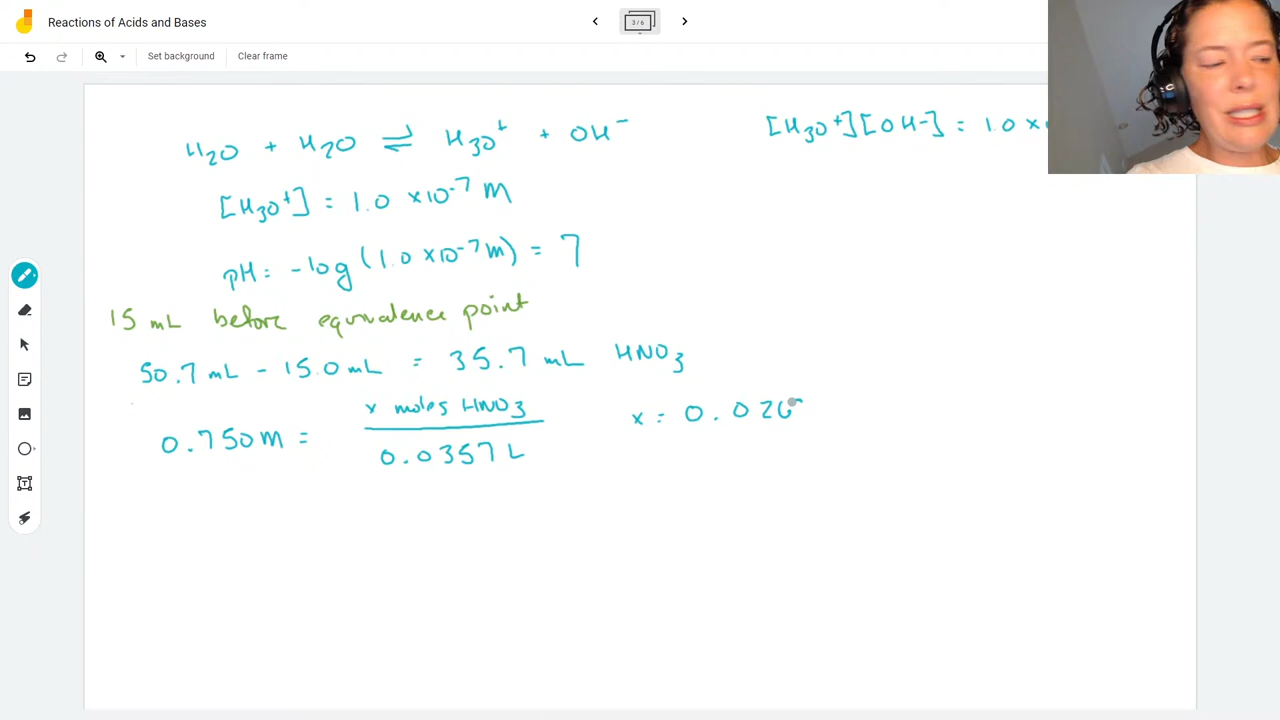 Reactions of Acids and Bases
3 / 6
Set background
Clear frame
H2O + H2O ⇌ H3O+ + OH−
[H3O+][OH-] = 1.0 ×
[H3O+] = 1.0 ×10-7 M
pH = -log (1.0 ×10-7 M) = 7
15 mL before equivalence point
50.7 mL - 15.0 mL = 35.7 mL HNO3
x moles HNO3
0.750 M =
x = 0.026
0.0357 L